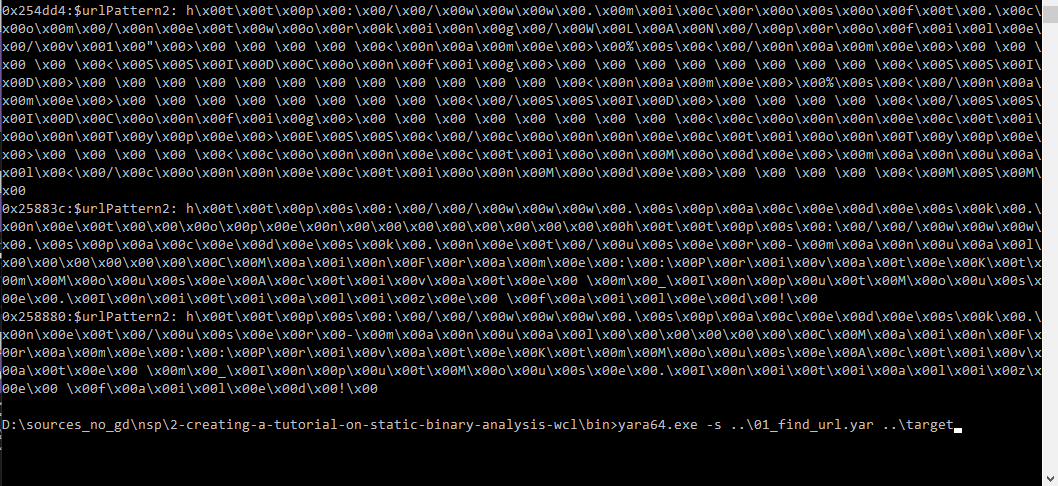 0x254dd4:$urlPattern2: h\x00t\x00t\x00p\x00:\x00/\x00/\x00w\x00w\x00w\x00.\x00m\x00i\x00c\x00r\x00o\x00s\x00o\x00f\x00t\x00.\x00c\
x00o\x00m\x00/\x00n\x00e\x00t\x00w\x00o\x00r\x00k\x00i\x00n\x00g\x00/\x00W\x00L\x00A\x00N\x00/\x00p\x00r\x00o\x00f\x00i\x00l\x00e\
x00/\x00v\x001\x00"\x00>\x00 \x00 \x00 \x00 \x00<\x00n\x00a\x00m\x00e\x00>\x00%\x00s\x00<\x00/\x00n\x00a\x00m\x00e\x00>\x00 \x00 \
x00 \x00 \x00<\x00S\x00S\x00I\x00D\x00C\x00o\x00n\x00f\x00i\x00g\x00>\x00 \x00 \x00 \x00 \x00 \x00 \x00 \x00 \x00<\x00S\x00S\x00I\
x00D\x00>\x00 \x00 \x00 \x00 \x00 \x00 \x00 \x00 \x00 \x00 \x00 \x00 \x00<\x00n\x00a\x00m\x00e\x00>\x00%\x00s\x00<\x00/\x00n\x00a\
x00m\x00e\x00>\x00 \x00 \x00 \x00 \x00 \x00 \x00 \x00 \x00<\x00/\x00S\x00S\x00I\x00D\x00>\x00 \x00 \x00 \x00 \x00<\x00/\x00S\x00S\
x00I\x00D\x00C\x00o\x00n\x00f\x00i\x00g\x00>\x00 \x00 \x00 \x00 \x00<\x00c\x00o\x00n\x00n\x00e\x00c\x00t\x00i\
x00o\x00n\x00T\x00y\x00p\x00e\x00>\x00E\x00S\x00S\x00<\x00/\x00c\x00o\x00n\x00n\x00e\x00c\x00t\x00i\x00o\x00n\x00T\x00y\x00p\x00e\
x00>\x00 \x00 \x00 \x00 \x00<\x00c\x00o\x00n\x00n\x00e\x00c\x00t\x00i\x00o\x00n\x00M\x00o\x00d\x00e\x00>\x00m\x00a\x00n\x00u\x00a\
x00l\x00<\x00/\x00c\x00o\x00n\x00n\x00e\x00c\x00t\x00i\x00o\x00n\x00M\x00o\x00d\x00e\x00>\x00 \x00 \x00 \x00 \x00<\x00M\x00S\x00M\
x00
0x25883c:$urlPattern2: h\x00t\x00t\x00p\x00s\x00:\x00/\x00/\x00w\x00w\x00w\x00.\x00s\x00p\x00a\x00c\x00e\x00d\x00e\x00s\x00k\x00.\
x00n\x00e\x00t\x00\x00\x00o\x00p\x00e\x00n\x00\x00\x00\x00\x00\x00\x00\x00\x00h\x00t\x00t\x00p\x00s\x00:\x00/\x00/\x00w\x00w\x00w\
x00.\x00s\x00p\x00a\x00c\x00e\x00d\x00e\x00s\x00k\x00.\x00n\x00e\x00t\x00/\x00u\x00s\x00e\x00r\x00-\x00m\x00a\x00n\x00u\x00a\x00l\
x00\x00\x00\x00\x00\x00\x00C\x00M\x00a\x00i\x00n\x00F\x00r\x00a\x00m\x00e\x00:\x00:\x00P\x00r\x00i\x00v\x00a\x00t\x00e\x00K\x00t\
x00m\x00M\x00o\x00u\x00s\x00e\x00A\x00c\x00t\x00i\x00v\x00a\x00t\x00e\x00 \x00m\x00_\x00I\x00n\x00p\x00u\x00t\x00M\x00o\x00u\x00s\
x00e\x00.\x00I\x00n\x00i\x00t\x00i\x00a\x00l\x00i\x00z\x00e\x00 \x00f\x00a\x00i\x00l\x00e\x00d\x00!\x00
0x258880:$urlPattern2: h\x00t\x00t\x00p\x00s\x00:\x00/\x00/\x00w\x00w\x00w\x00.\x00s\x00p\x00a\x00c\x00e\x00d\x00e\x00s\x00k\x00.\
x00n\x00e\x00t\x00/\x00u\x00s\x00e\x00r\x00-\x00m\x00a\x00n\x00u\x00a\x00l\x00\x00\x00\x00\x00\x00\x00C\x00M\x00a\x00i\x00n\x00F\
x00r\x00a\x00m\x00e\x00:\x00:\x00P\x00r\x00i\x00v\x00a\x00t\x00e\x00K\x00t\x00m\x00M\x00o\x00u\x00s\x00e\x00A\x00c\x00t\x00i\x00v\
x00a\x00t\x00e\x00 \x00m\x00_\x00I\x00n\x00p\x00u\x00t\x00M\x00o\x00u\x00s\x00e\x00.\x00I\x00n\x00i\x00t\x00i\x00a\x00l\x00i\x00z\
x00e\x00 \x00f\x00a\x00i\x00l\x00e\x00d\x00!\x00
D:\sources_no_gd\nsp\2-creating-a-tutorial-on-static-binary-analysis-wcl\bin>yara64.exe -s ..\01_find_url.yar ..\target